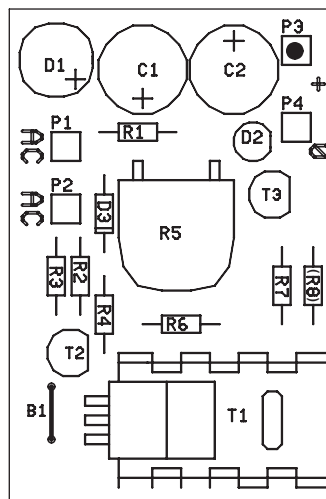 P3
D1
C1
C2
P4
P1
R1
D2
AC
P2
T3
AC
D3
R5
R3
R2
R7
(R8)
R4
R6
T2
B1
T1